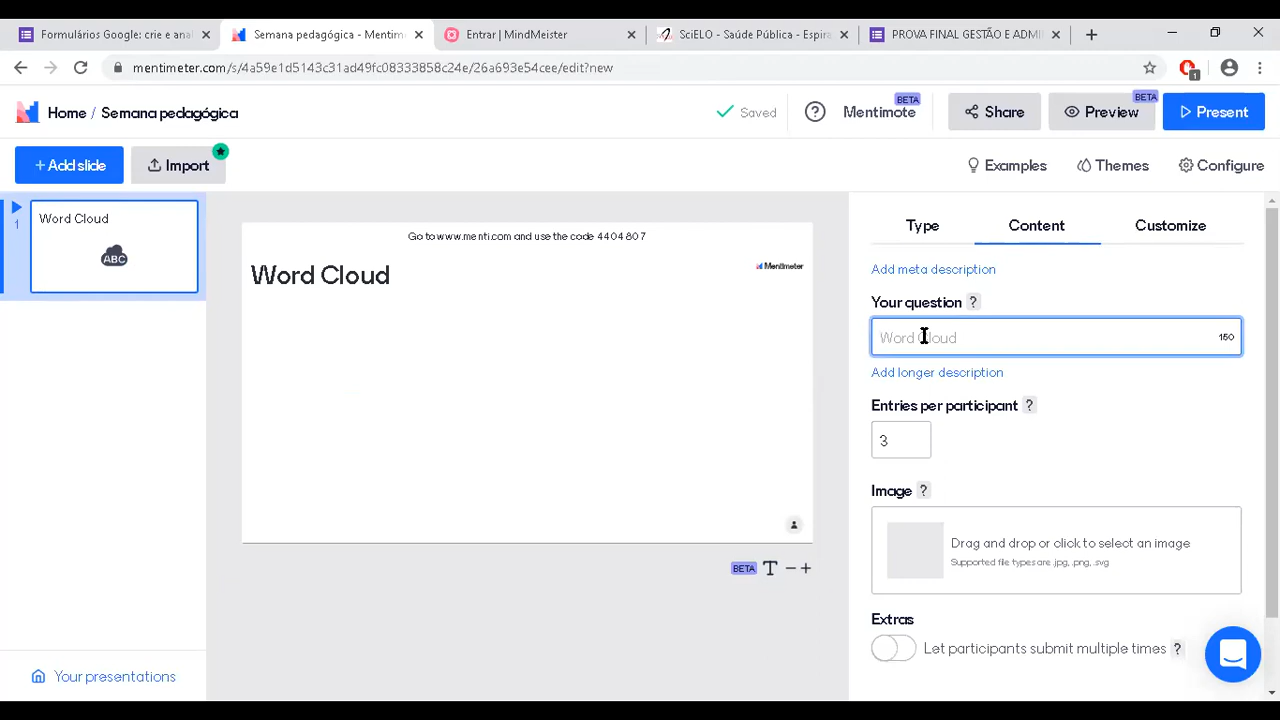 Formulários Google: crie e anal
Semana pedagógica - Mentim
Entrar | MindMeister
SciELO - Saúde Pública - Espira
PROVA FINAL GESTÃO E ADMI
mentimeter.com/s/4a59e1d5143c31ad49fc08333858c24e/26a693e54cee/edit?new
1
Home / Semana pedagógica
Saved
Mentimote
BETA
Share
Preview
BETA
Present
+ Add slide
Import
Examples
Themes
Configure
1
Word Cloud
ABC
Go to www.menti.com and use the code 4404807
Word Cloud
Mentimeter
BETA
T
Type
Content
Customize
Add meta description
Your question ?
Word Cloud
150
Add longer description
Entries per participant ?
3
Image ?
Drag and drop or click to select an image
Supported file types are .jpg, .png, .svg
Extras
Let participants submit multiple times ?
Your presentations